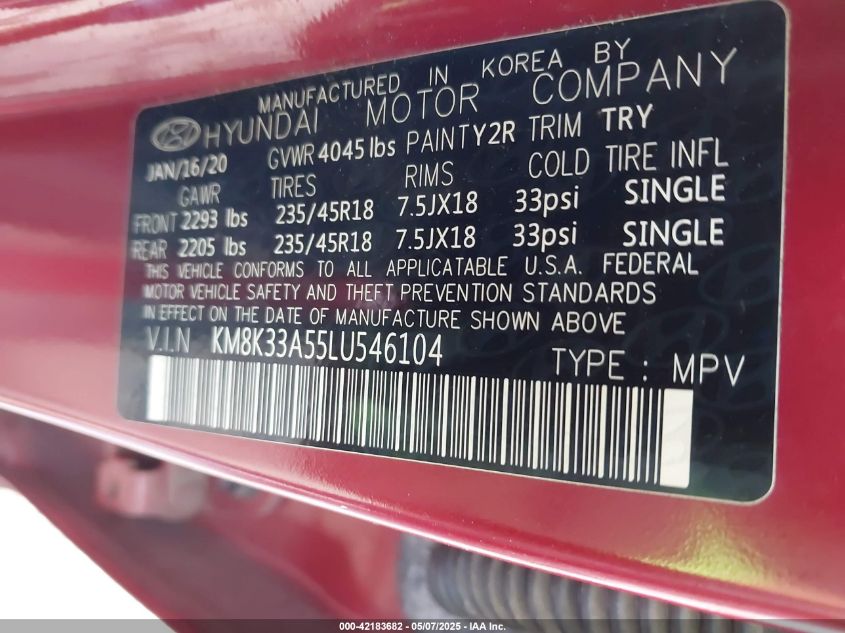 MANUFACTURED IN KOREA BY
HYUNDAI MOTOR COMPANY
JAN/16/20 GVWR 4045 lbs PAINT Y2R TRIM TRY
GAWR TIRES RIMS COLD TIRE INFL
FRONT 2293 lbs 235/45R18 7.5JX18 33psi SINGLE
REAR 2205 lbs 235/45R18 7.5JX18 33psi SINGLE
THIS VEHICLE CONFORMS TO ALL APPLICATABLE U.S.A. FEDERAL
MOTOR VEHICLE SAFETY AND THEFT PREVENTION STANDARDS
IN EFFECT ON THE DATE OF MANUFACTURE SHOWN ABOVE
V.I.N KM8K33A55LU546104 TYPE : MPV
000-42183682 - 05/07/2025 - IAA Inc.